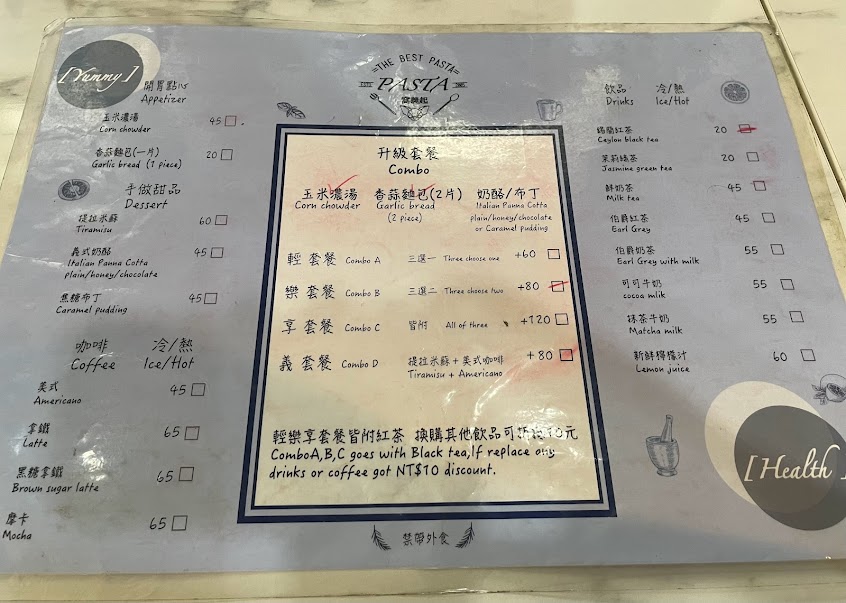 [Yummy]
開胃點心
Appetizer
玉米濃湯 45
Corn chowder
香蒜麵包(一片) 20
Garlic bread (1 piece)
手做甜品
Dessert
提拉米蘇 60
Tiramisu
義式奶酪 45
Italian Panna Cotta
plain/honey/chocolate
焦糖布丁 45
Caramel pudding
咖啡 冷/熱
Coffee Ice/Hot
美式 45
Americano
拿鐵 65
Latte
黑糖拿鐵 65
Brown sugar latte
摩卡 65
Mocha
=THE BEST PASTA=
PASTA
升級套餐
Combo
玉米濃湯 香蒜麵包(2片) 奶酪/布丁
Corn chowder Garlic bread Italian Panna Cotta
(2 piece) plain/honey/chocolate
or Caramel pudding
輕 套餐 Combo A 三選一 Three choose one +60
樂 套餐 Combo B 三選二 Three choose two +80
享 套餐 Combo C 皆附 All of three +120
義 套餐 Combo D 提拉米蘇+美式咖啡 +80
Tiramisu + Americano
輕樂享套餐皆附紅茶 換購其他飲品可折抵10元
ComboA,B,C goes with Black tea,If replace any
drinks or coffee got NT$10 discount.
禁帶外食
飲品 冷/熱
Drinks Ice/Hot
錫蘭紅茶 20
Ceylon black tea
茉莉綠茶 20
Jasmine green tea
鮮奶茶 45
Milk tea
伯爵紅茶 45
Earl Grey
伯爵奶茶 55
Earl Grey with milk
可可牛奶 55
cocoa milk
抹茶牛奶 55
Matcha milk
新鮮檸檬汁 60
Lemon juice
[Health]